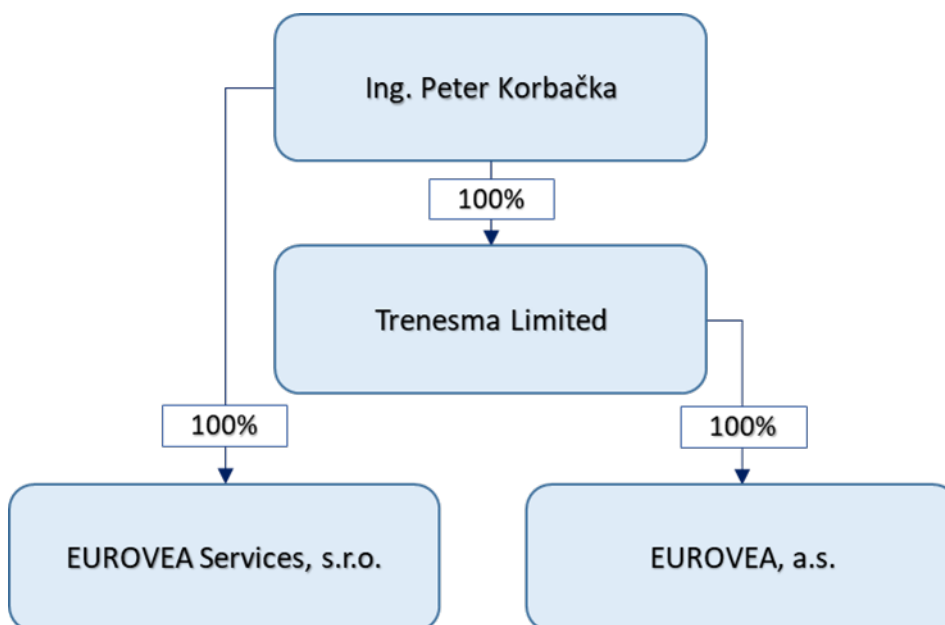 Ing. Peter Korbačka
100%
Trenesma Limited
100%
100%
EUROVEA Services, s.r.o.
EUROVEA, a.s.